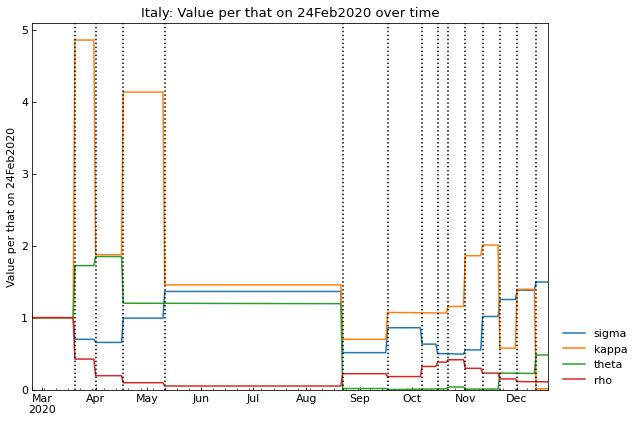 Italy: Value per that on 24Feb2020 over time
Value per that on 24Feb2020
5
4
3
2
1
0
Mar
2020
Apr
May
Jun
Jul
Aug
Sep
Oct
Nov
Dec
sigma
kappa
theta
rho